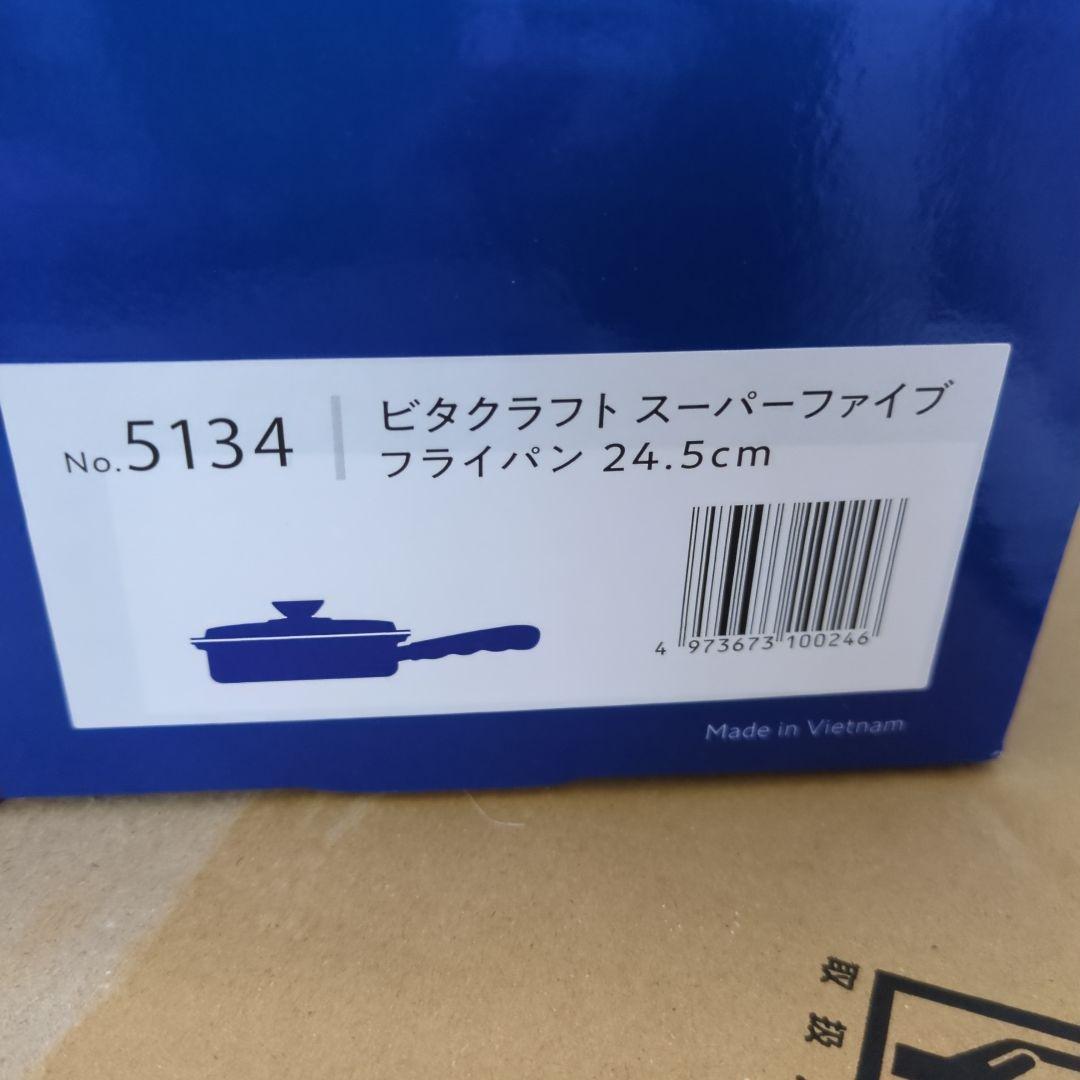 No.5134
ビタクラフト スーパーファイブ
フライパン 24.5cm
4 973673 100246
Made in Vietnam
取扱